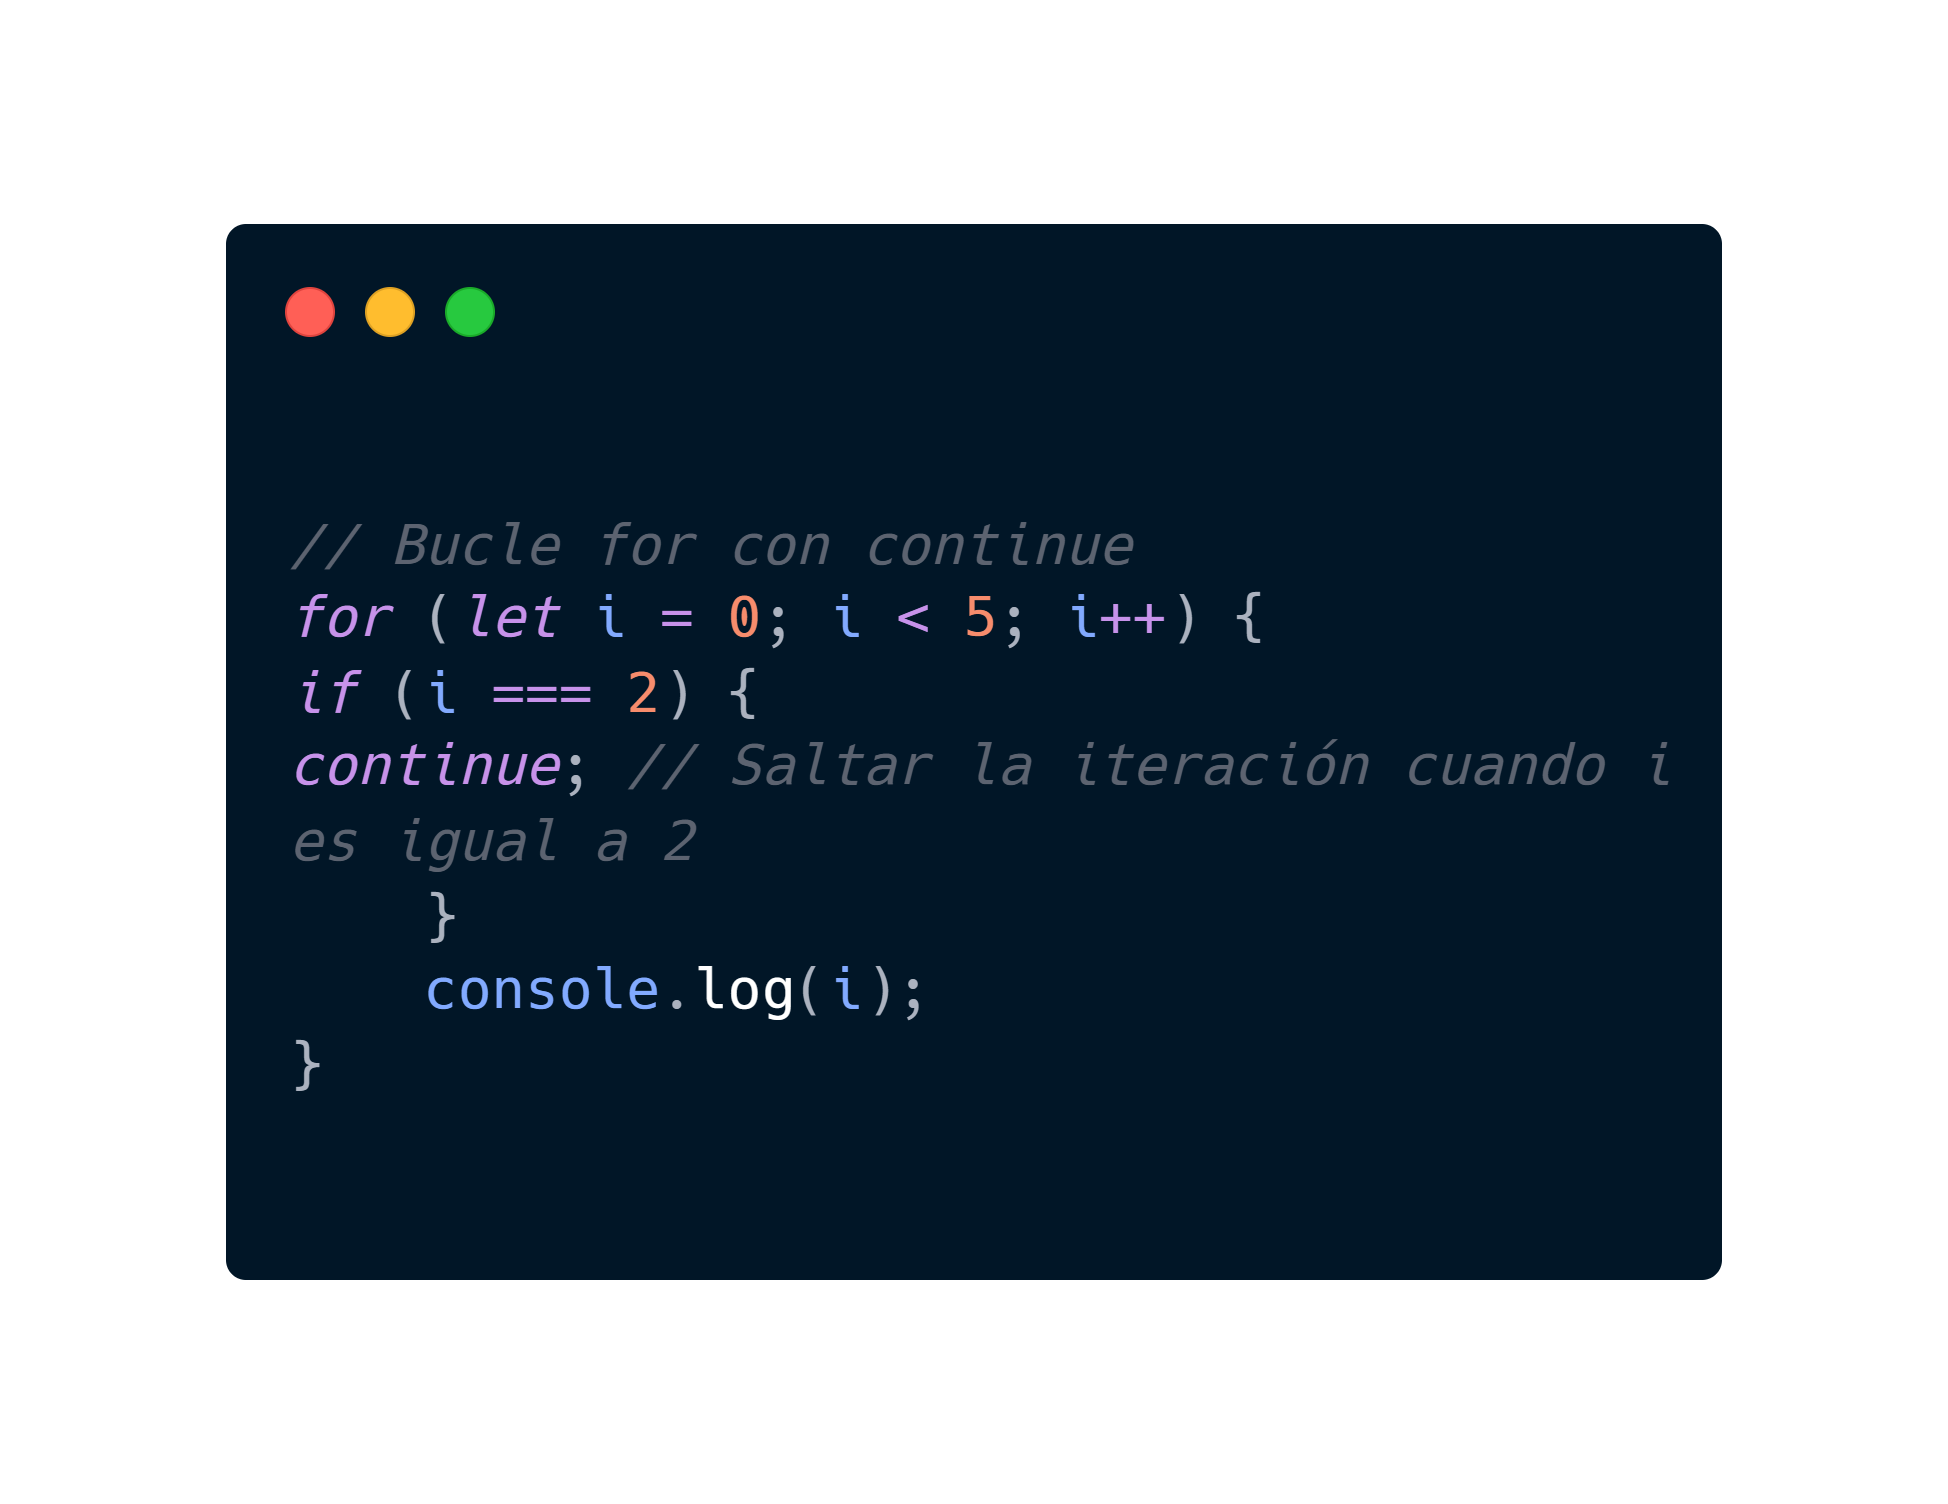 // Bucle for con continue
for (let i = 0; i < 5; i++) {
if (i === 2) {
continue; // Saltar la iteración cuando i
es igual a 2
    }
    console.log(i);
}